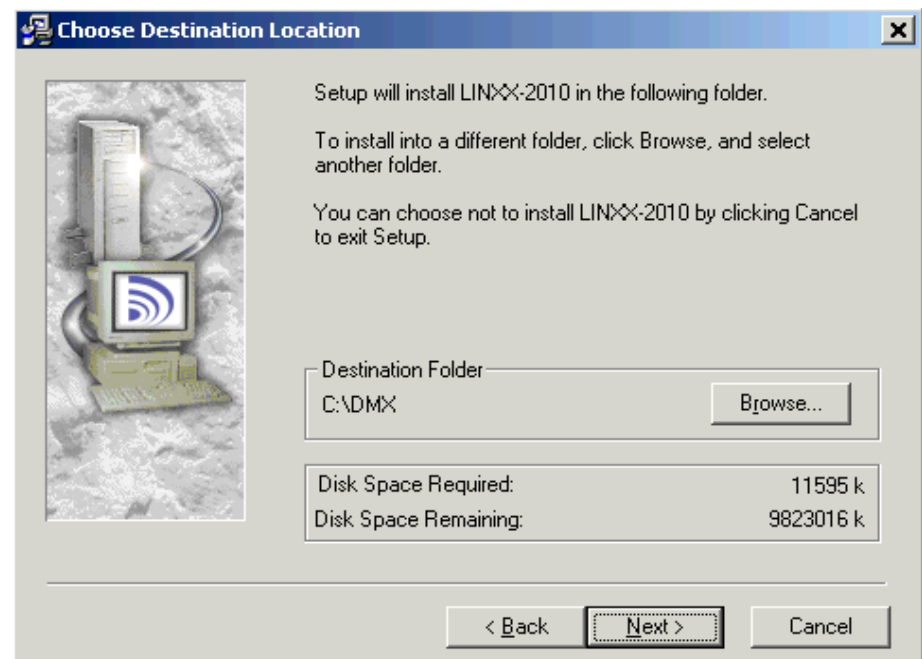 Choose Destination Location
Setup will install LINXX-2010 in the following folder.
To install into a different folder, click Browse, and select
another folder.
You can choose not to install LINXX-2010 by clicking Cancel
to exit Setup.
Destination Folder
C:\DMX
Browse...
Disk Space Required: 11595 k
Disk Space Remaining: 9823016 k
< Back Next > Cancel